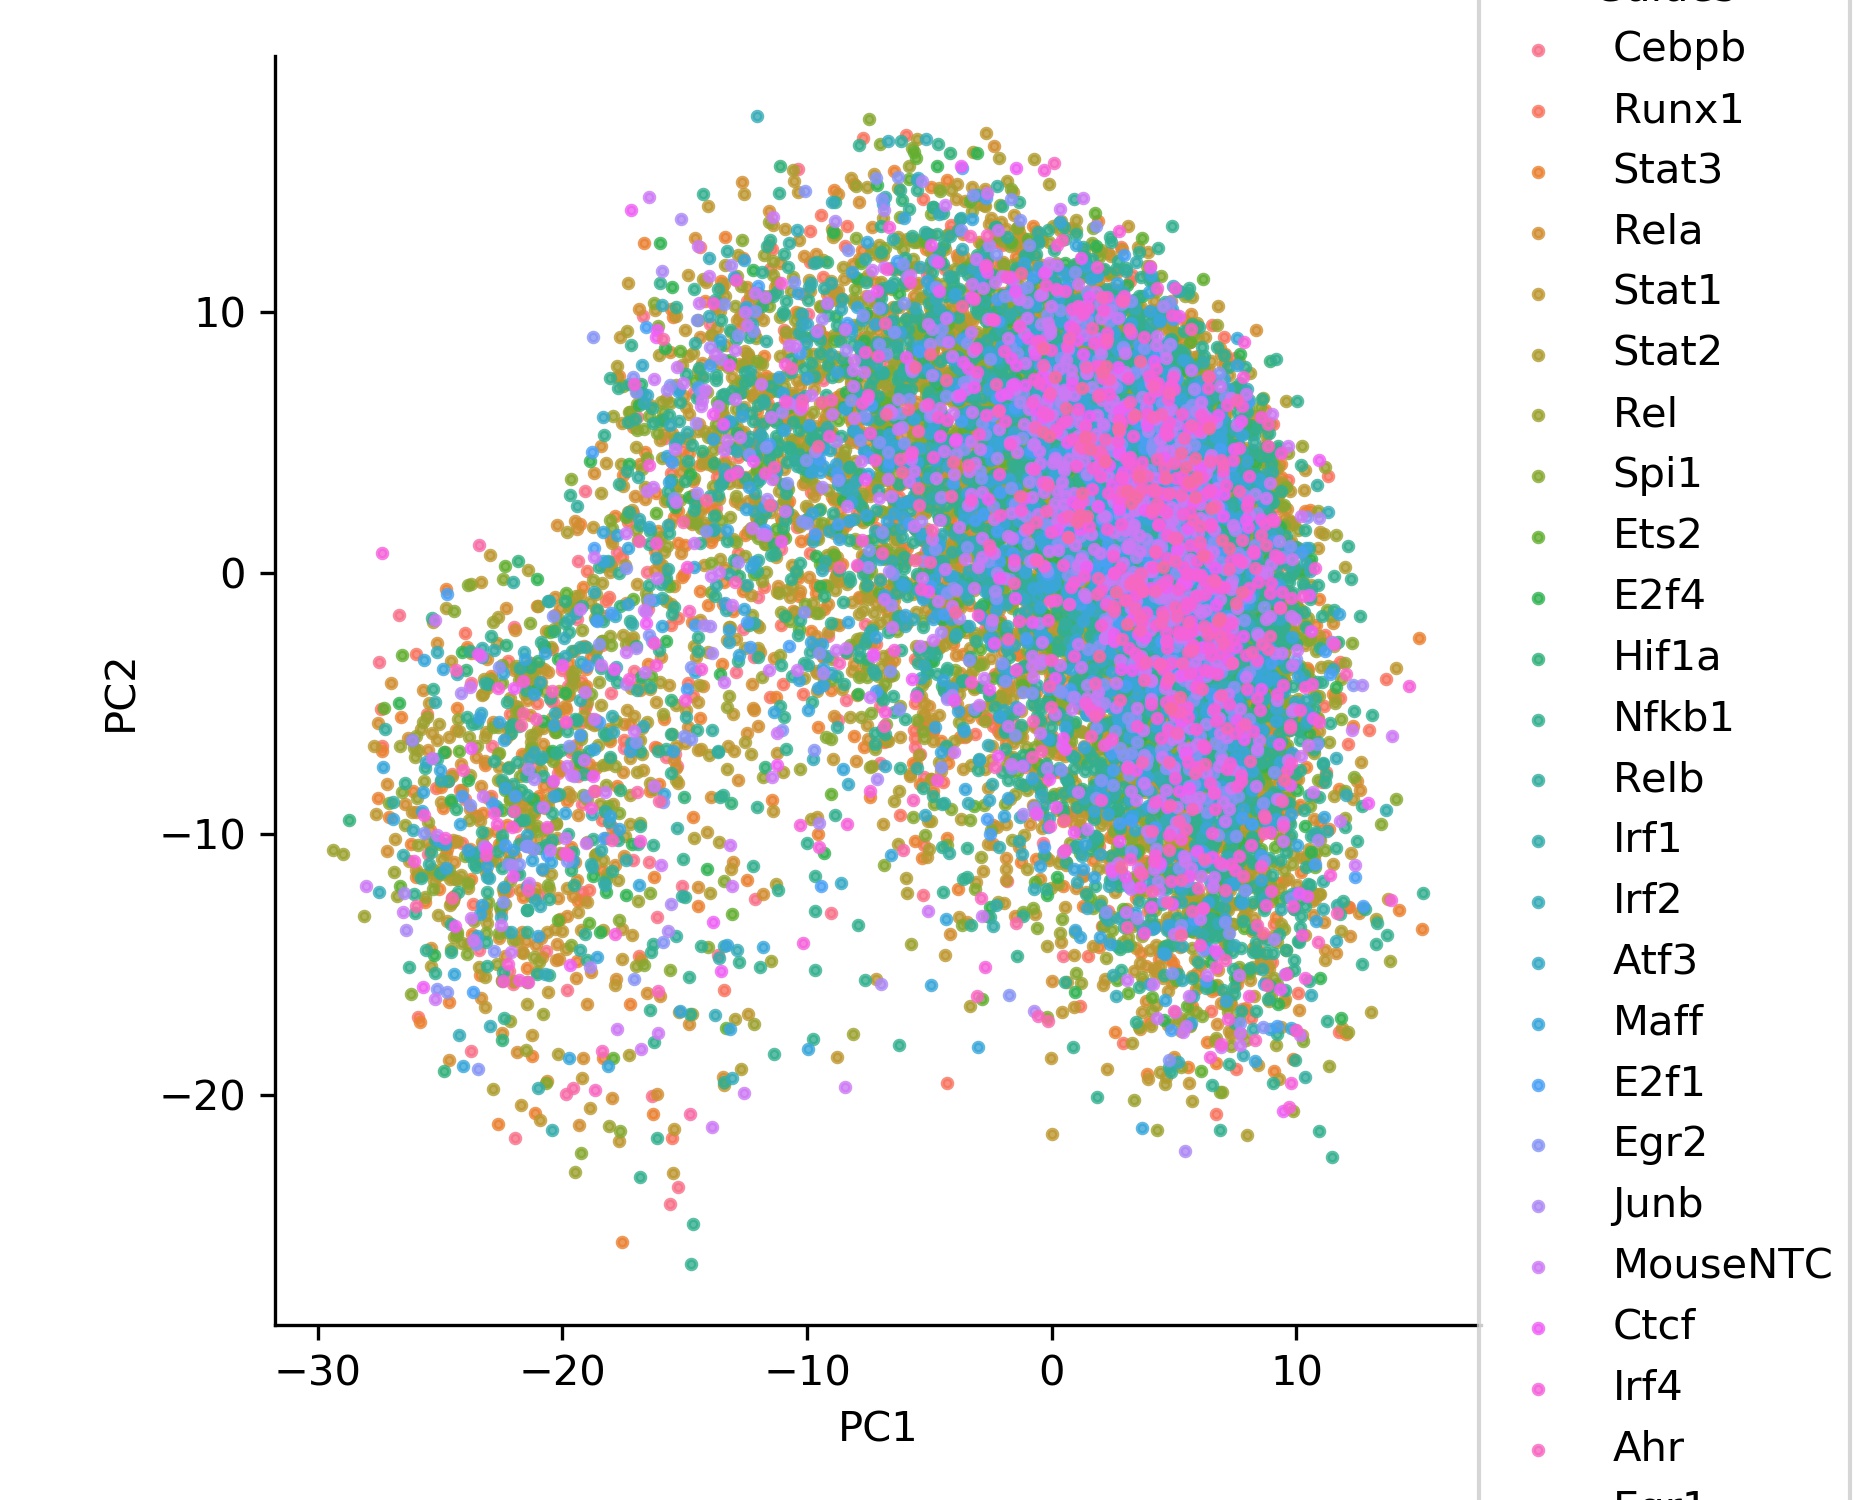 Cebpb
Runx1
Stat3
Rela
Stat1
Stat2
Rel
Spi1
Ets2
E2f4
Hif1a
Nfkb1
Relb
Irf1
Irf2
Atf3
Maff
E2f1
Egr2
Junb
MouseNTC
Ctcf
Irf4
Ahr
10
0
−10
−20
PC2
−30 −20 −10 0 10
PC1